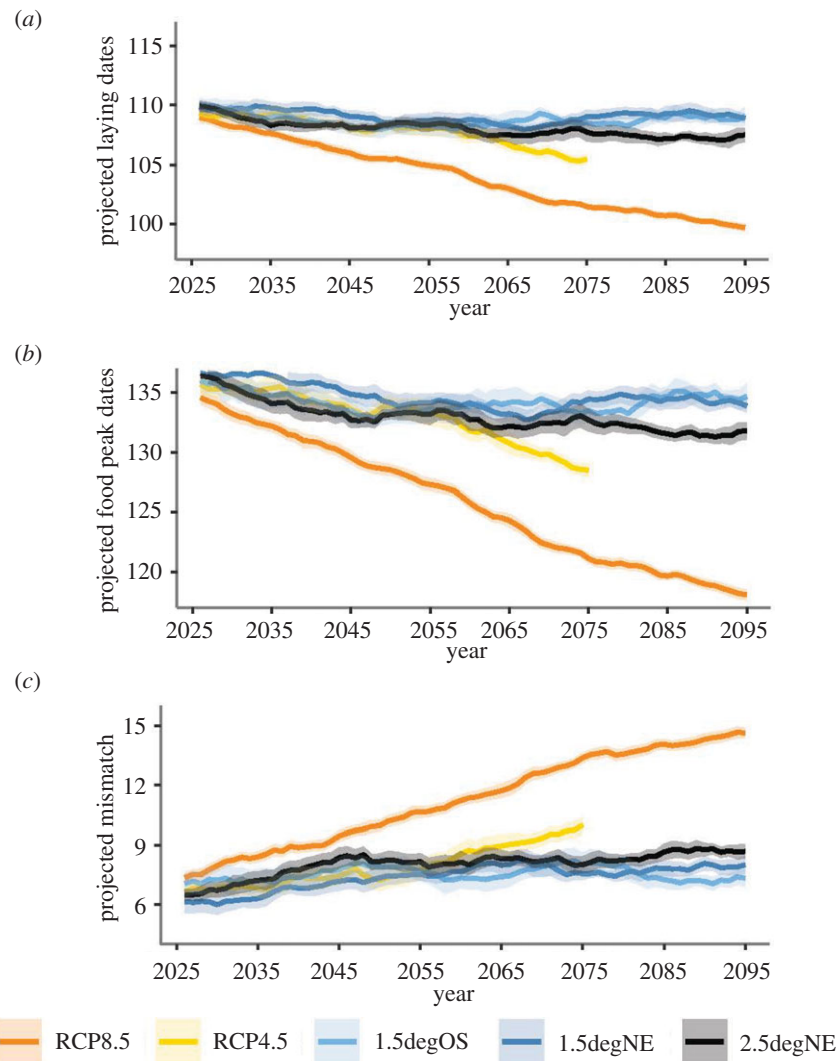 (a)
projected laying dates
115
110
105
100
2025 2035 2045 2055 2065 2075 2085 2095
year
(b)
projected food peak dates
135
130
125
120
2025 2035 2045 2055 2065 2075 2085 2095
year
(c)
projected mismatch
15
12
9
6
2025 2035 2045 2055 2065 2075 2085 2095
year
RCP8.5 RCP4.5 1.5degOS 1.5degNE 2.5degNE